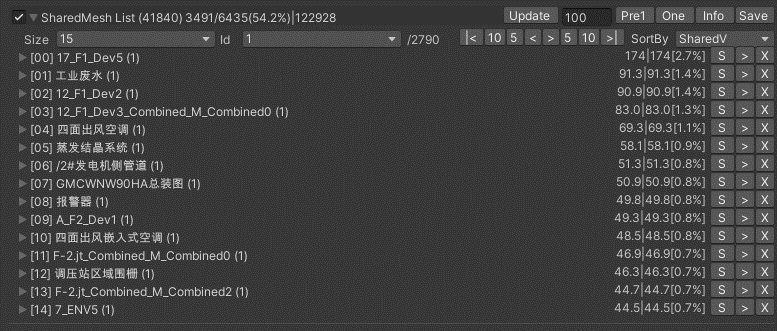 SharedMesh List (41840) 3491/6435(54.2%)|122928 Update 100 Pre1 One Info Save
Size 15 Id 1 /2790 |< 10 5 < > 5 10 >| SortBy SharedV
[00] 17_F1_Dev5 (1) 174|174[2.7%] S > X
[01] 工业废水 (1) 91.3|91.3[1.4%] S > X
[02] 12_F1_Dev2 (1) 90.9|90.9[1.4%] S > X
[03] 12_F1_Dev3_Combined_M_Combined0 (1) 83.0|83.0[1.3%] S > X
[04] 四面出风空调 (1) 69.3|69.3[1.1%] S > X
[05] 蒸发结晶系统 (1) 58.1|58.1[0.9%] S > X
[06] /2#发电机侧管道 (1) 51.3|51.3[0.8%] S > X
[07] GMCWNW90HA总装图 (1) 50.9|50.9[0.8%] S > X
[08] 报警器 (1) 49.8|49.8[0.8%] S > X
[09] A_F2_Dev1 (1) 49.3|49.3[0.8%] S > X
[10] 四面出风嵌入式空调 (1) 48.5|48.5[0.8%] S > X
[11] F-2.jt_Combined_M_Combined0 (1) 46.9|46.9[0.7%] S > X
[12] 调压站区域围栅 (1) 46.3|46.3[0.7%] S > X
[13] F-2.jt_Combined_M_Combined2 (1) 44.7|44.7[0.7%] S > X
[14] 7_ENV5 (1) 44.5|44.5[0.7%] S > X